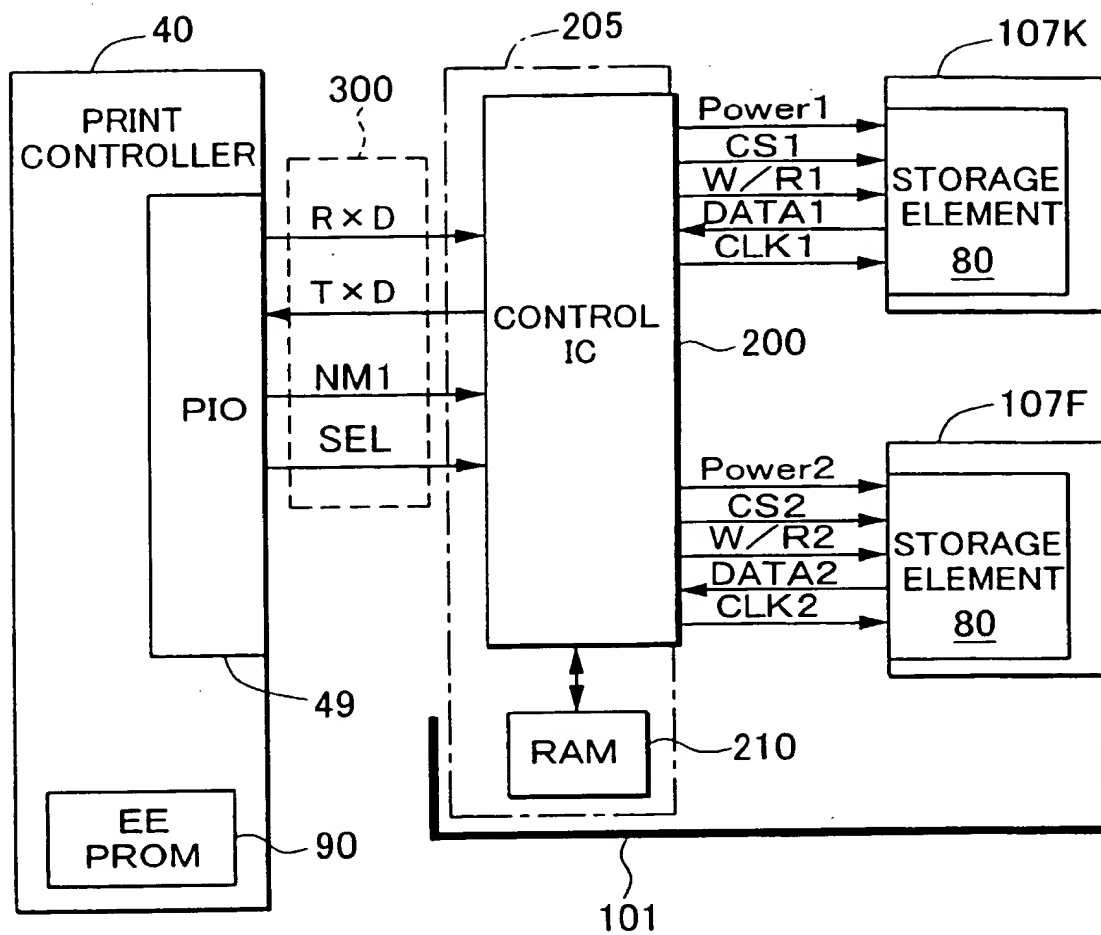 40
PRINT
CONTROLLER
PIO
49
EE
PROM
90
300
R×D
T×D
NM1
SEL
205
CONTROL
IC
200
RAM
210
101
Power1
CS1
W/R1
DATA1
CLK1
107K
STORAGE
ELEMENT
80
Power2
CS2
W/R2
DATA2
CLK2
107F
STORAGE
ELEMENT
80